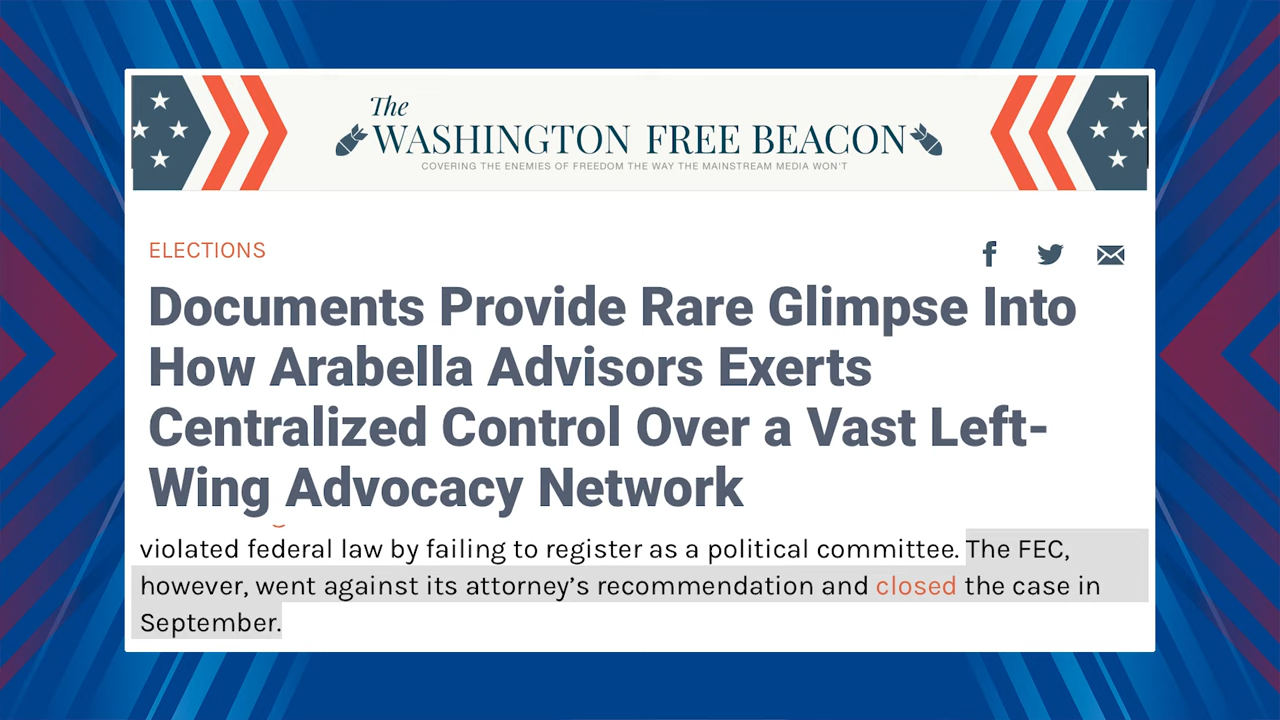 The
WASHINGTON FREE BEACON
COVERING THE ENEMIES OF FREEDOM THE WAY THE MAINSTREAM MEDIA WON'T
ELECTIONS
Documents Provide Rare Glimpse Into
How Arabella Advisors Exerts
Centralized Control Over a Vast Left-
Wing Advocacy Network
violated federal law by failing to register as a political committee. The FEC,
however, went against its attorney’s recommendation and closed the case in
September.